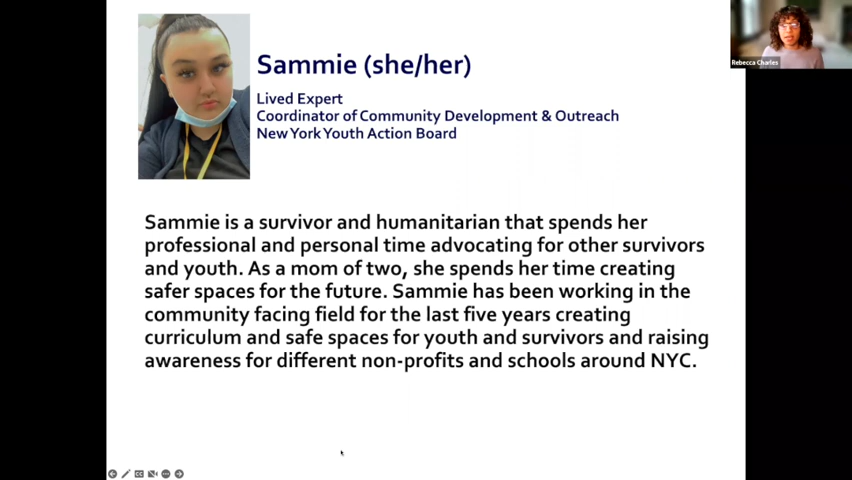 Sammie (she/her)
Lived Expert
Coordinator of Community Development & Outreach
New York Youth Action Board
Rebecca Charles
Sammie is a survivor and humanitarian that spends her
professional and personal time advocating for other survivors
and youth. As a mom of two, she spends her time creating
safer spaces for the future. Sammie has been working in the
community facing field for the last five years creating
curriculum and safe spaces for youth and survivors and raising
awareness for different non-profits and schools around NYC.